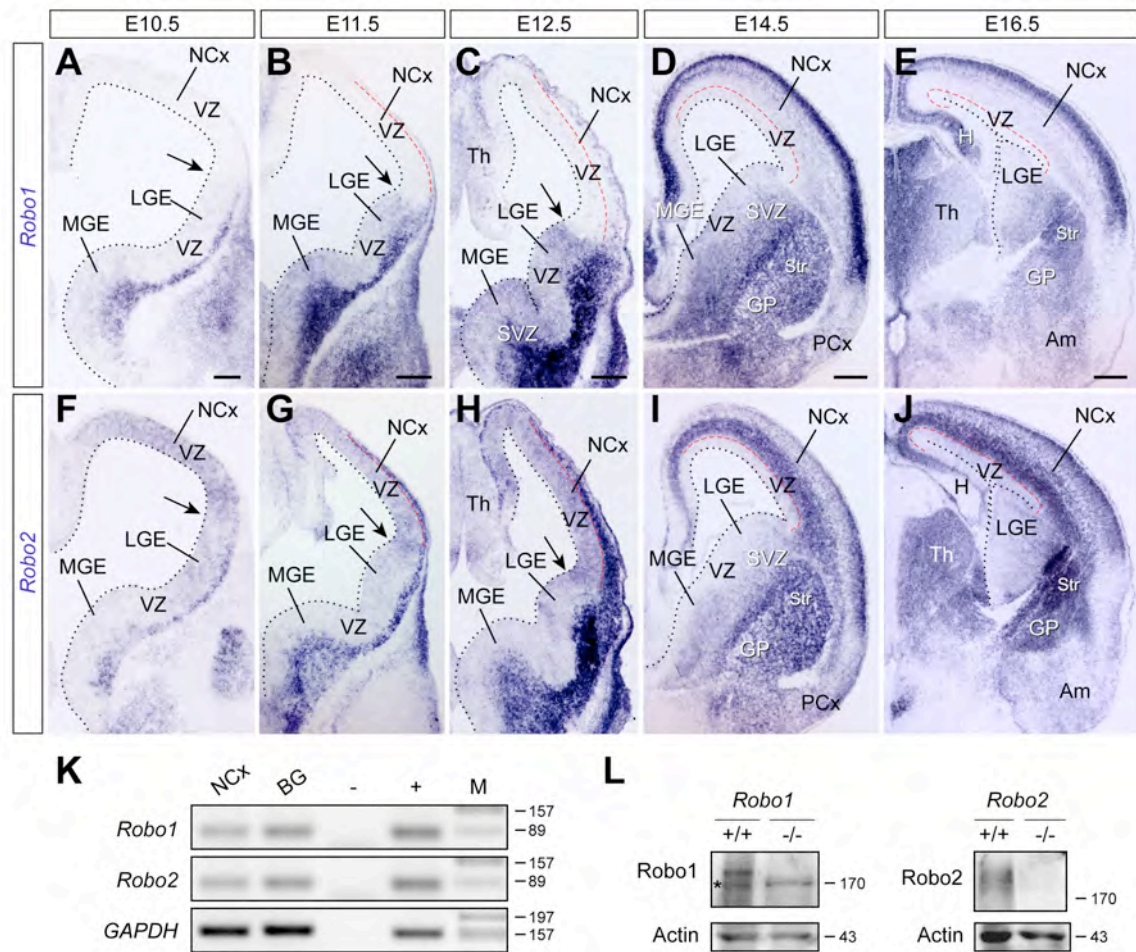 E10.5 E11.5 E12.5 E14.5 E16.5
Robo1
A NCx VZ LGE VZ MGE
B NCx VZ LGE VZ MGE
C NCx Th VZ LGE MGE VZ SVZ
D NCx VZ LGE MGE SVZ VZ Str GP PCx
E NCx VZ H LGE Th Str GP Am
Robo2
F NCx VZ LGE MGE VZ
G NCx VZ LGE MGE VZ
H NCx Th VZ LGE MGE
I NCx VZ LGE MGE SVZ VZ Str GP PCx
J NCx VZ H LGE Th Str GP Am
K
NCx BG - + M
Robo1 –157
–89
Robo2 –157
–89
GAPDH –197
–157
L
Robo1 Robo2
+/+ -/- +/+ -/-
Robo1 * – 170
Robo2 – 170
Actin – 43
Actin – 43